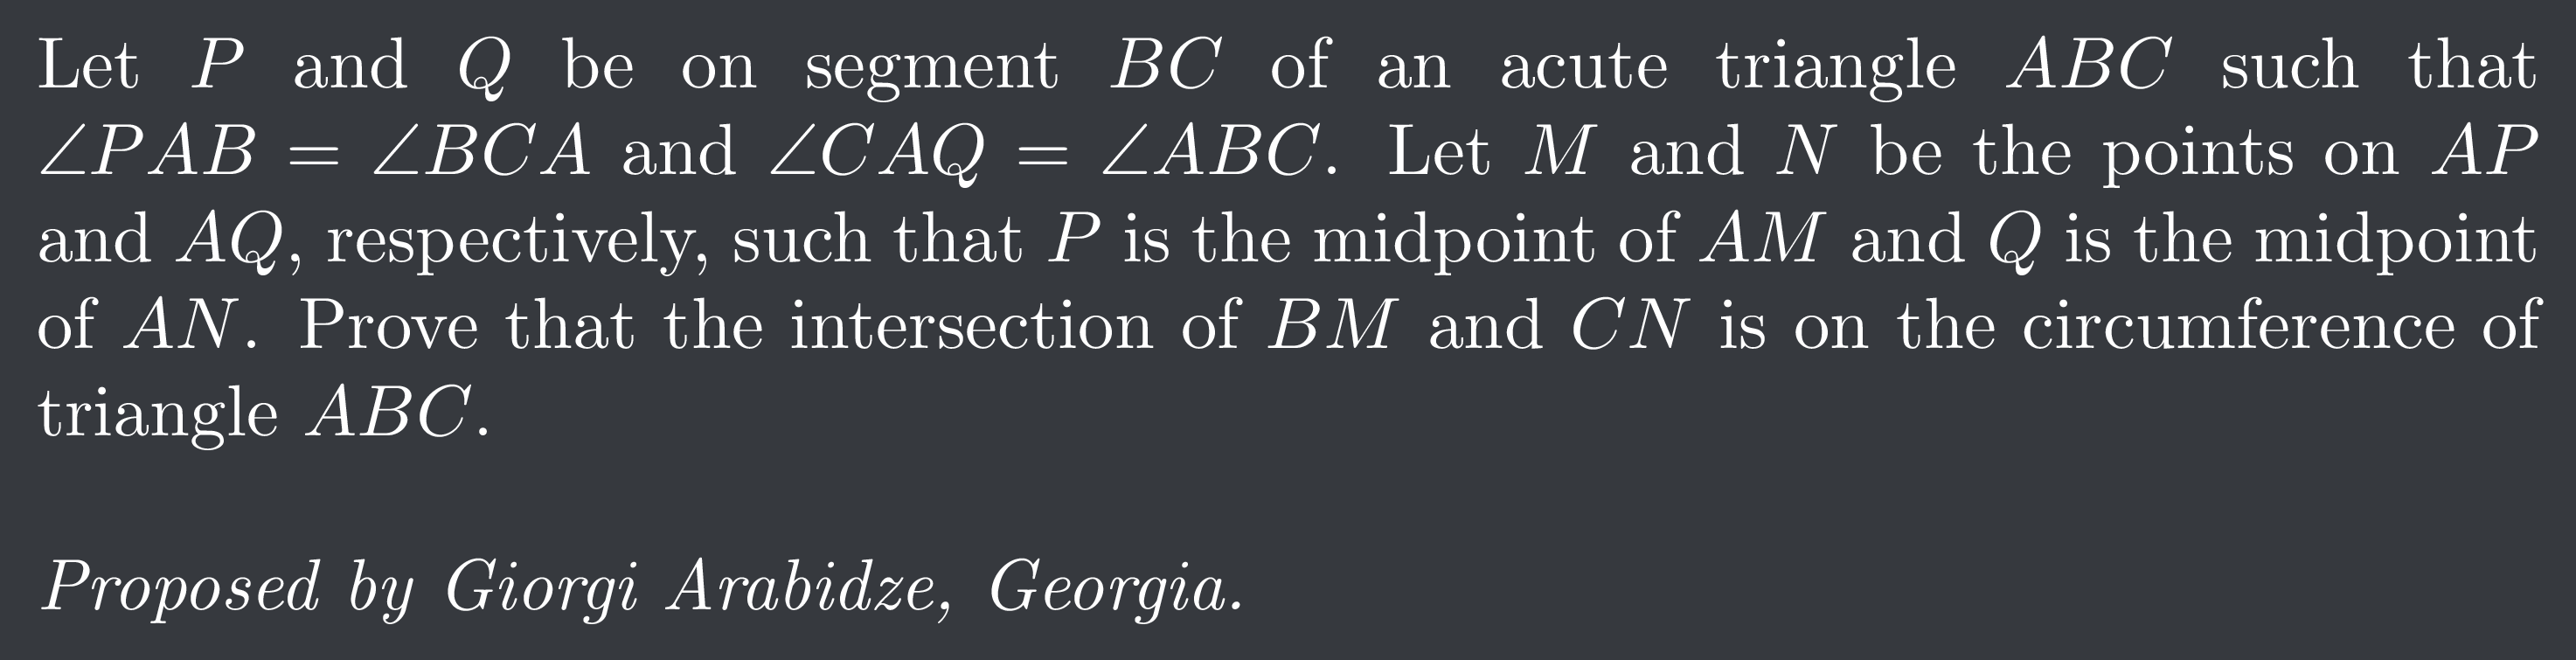 Let P and Q be on segment BC of an acute triangle ABC such that
∠PAB = ∠BCA and ∠CAQ = ∠ABC. Let M and N be the points on AP
and AQ, respectively, such that P is the midpoint of AM and Q is the midpoint
of AN. Prove that the intersection of BM and CN is on the circumference of
triangle ABC.
Proposed by Giorgi Arabidze, Georgia.